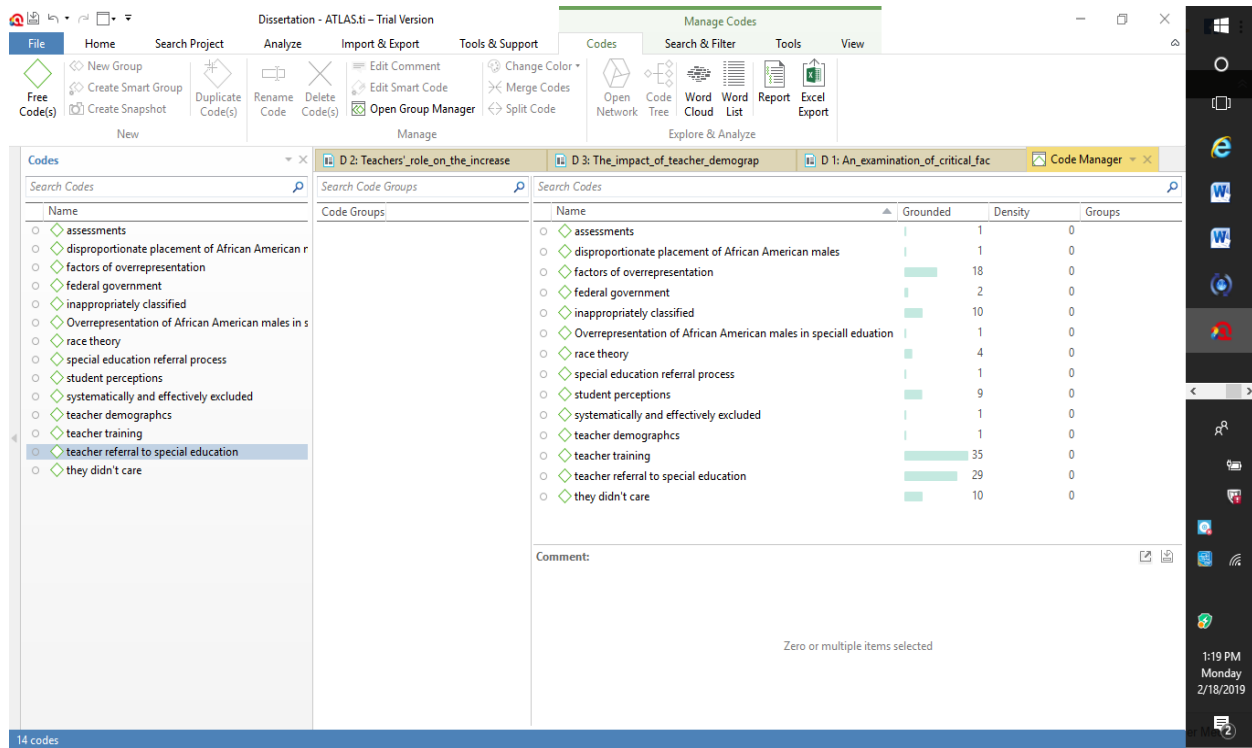 Dissertation - ATLAS.ti – Trial Version
Manage Codes
File Home Search Project Analyze Import & Export Tools & Support Codes Search & Filter Tools View
Free Code(s)
New Group
Create Smart Group
Create Snapshot
Duplicate Code(s)
New
Rename Code
Delete Code(s)
Edit Comment
Edit Smart Code
Open Group Manager
Change Color
Merge Codes
Split Code
Manage
Open Network
Code Tree
Word Cloud
Word List
Report
Excel Export
Explore & Analyze
Codes
Search Codes
Name
assessments
disproportionate placement of African American r
factors of overrepresentation
federal government
inappropriately classified
Overrepresentation of African American males in s
race theory
special education referral process
student perceptions
systematically and effectively excluded
teacher demographcs
teacher training
teacher referral to special education
they didn't care
D 2: Teachers'_role_on_the_increase D 3: The_impact_of_teacher_demograp D 1: An_examination_of_critical_fac Code Manager
Search Code Groups
Code Groups
Search Codes
Name Grounded Density Groups
assessments 1 0
disproportionate placement of African American males 1 0
factors of overrepresentation 18 0
federal government 2 0
inappropriately classified 10 0
Overrepresentation of African American males in speciall eduation 1 0
race theory 4 0
special education referral process 1 0
student perceptions 9 0
systematically and effectively excluded 1 0
teacher demographcs 1 0
teacher training 35 0
teacher referral to special education 29 0
they didn't care 10 0
Comment:
Zero or multiple items selected
14 codes
1:19 PM
Monday
2/18/2019
2